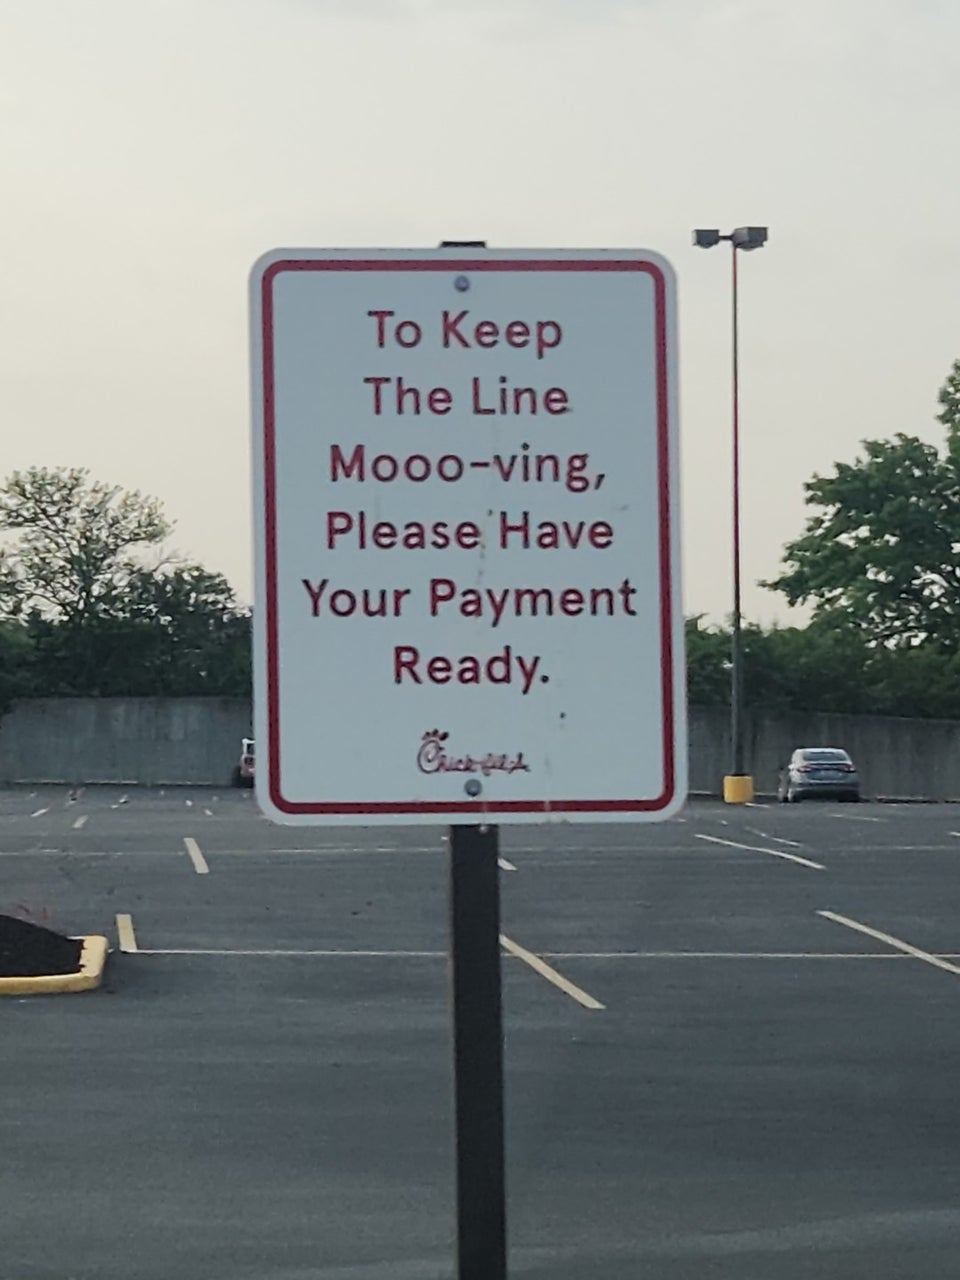 To Keep
The Line
Mooo-ving,
Please Have
Your Payment
Ready.
Chick-fil-A